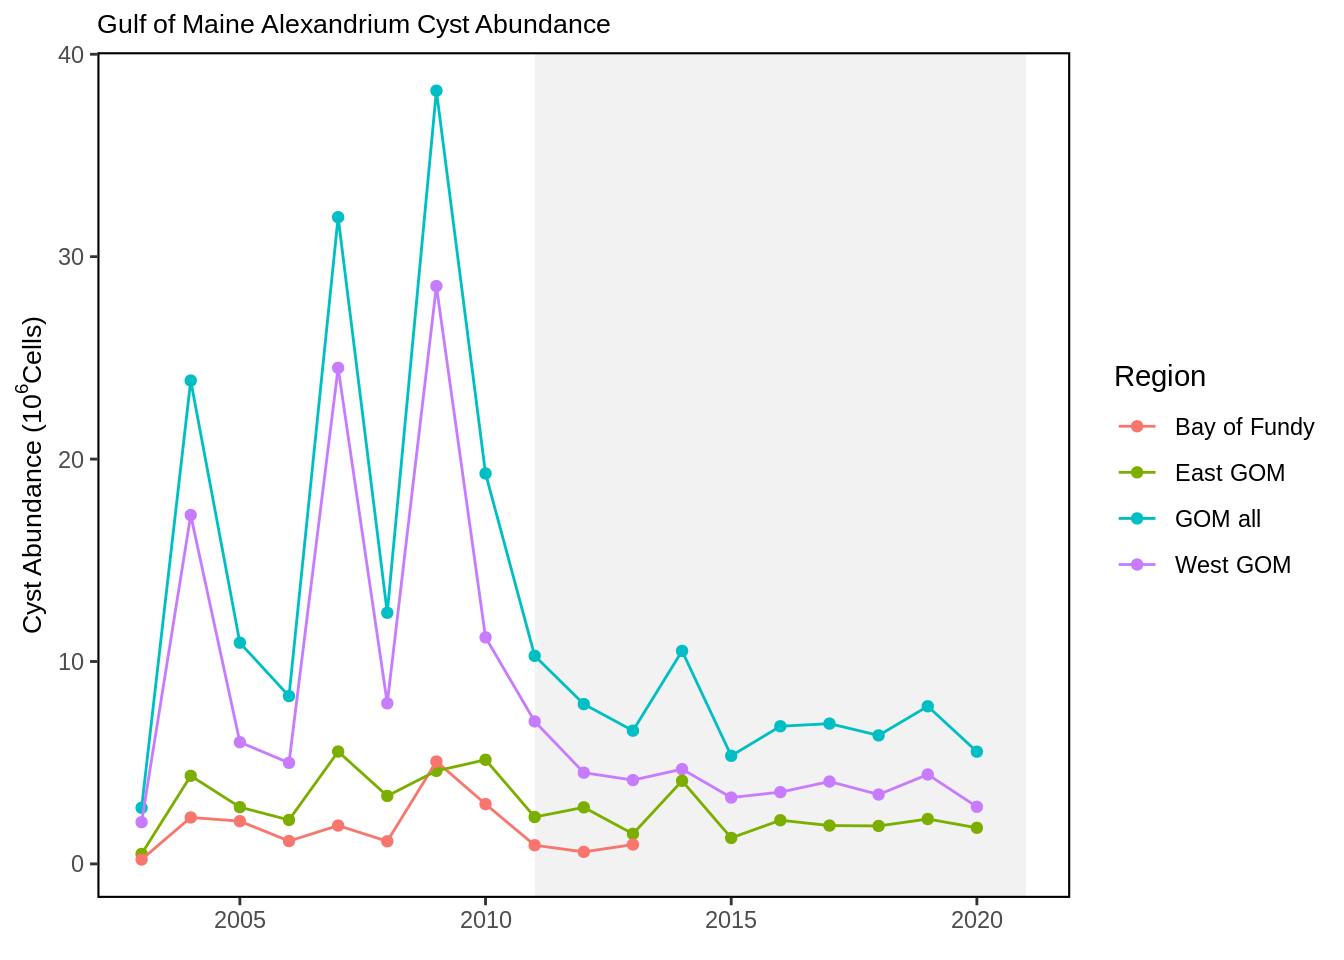 Gulf of Maine Alexandrium Cyst Abundance
40
30
20
10
0
Cyst Abundance (10⁶Cells)
2005
2010
2015
2020
Region
Bay of Fundy
East GOM
GOM all
West GOM